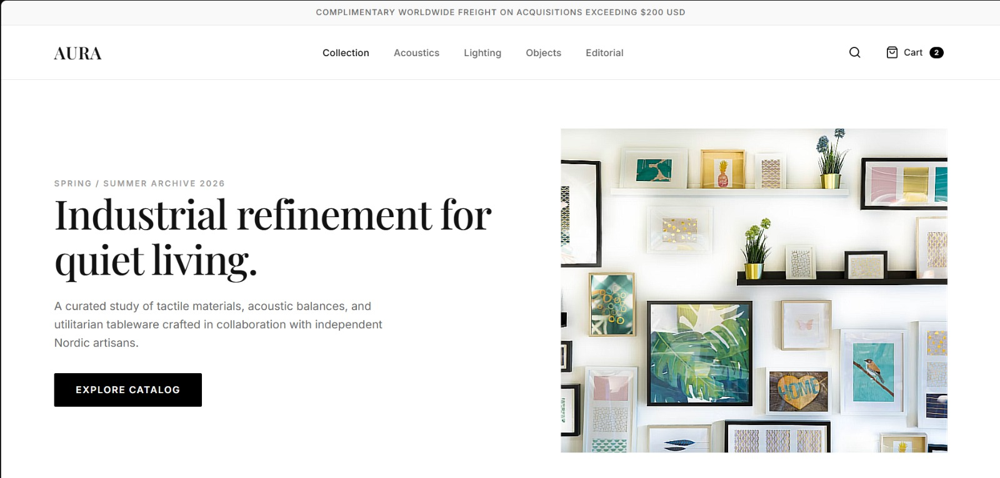 COMPLIMENTARY WORLDWIDE FREIGHT ON ACQUISITIONS EXCEEDING $200 USD
AURA
Collection
Acoustics
Lighting
Objects
Editorial
Cart
2
SPRING / SUMMER ARCHIVE 2026
Industrial refinement for
quiet living.
A curated study of tactile materials, acoustic balances, and
utilitarian tableware crafted in collaboration with independent
Nordic artisans.
EXPLORE CATALOG
HOME